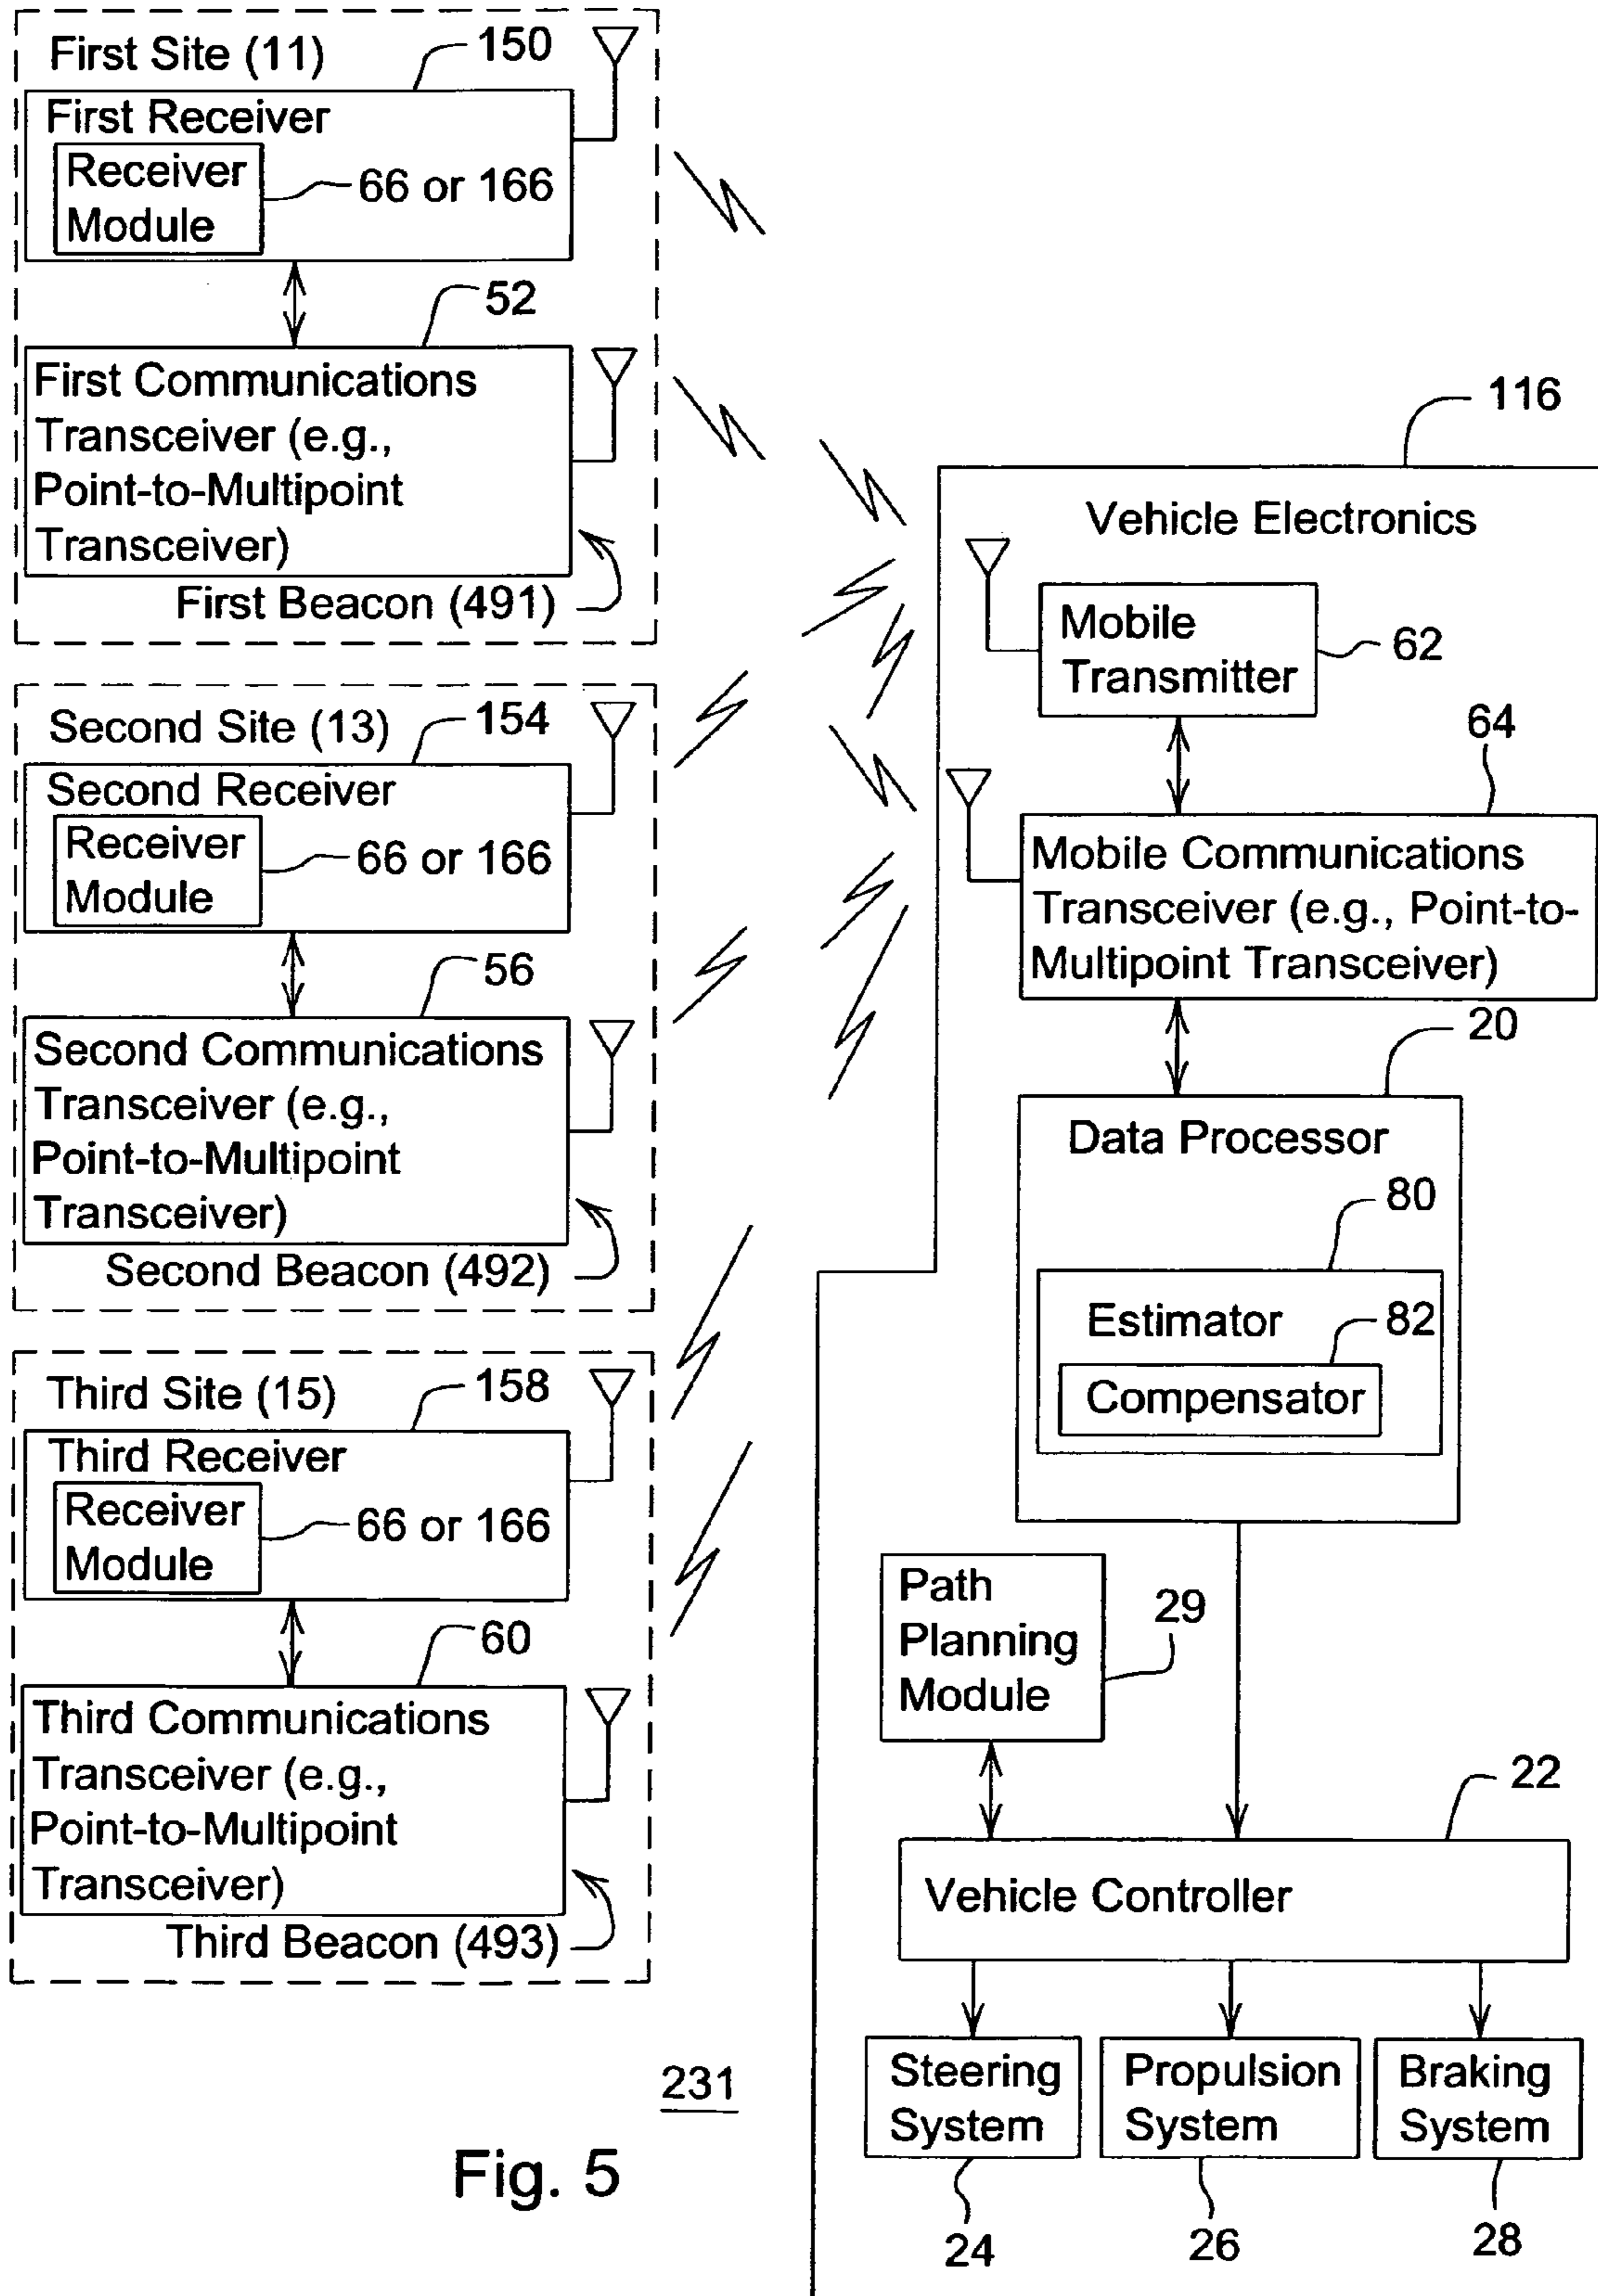 First Site (11)
150
First Receiver
Receiver
Module
66 or 166
52
First Communications
Transceiver (e.g.,
Point-to-Multipoint
Transceiver)
First Beacon (491)
Second Site (13)
154
Second Receiver
Receiver
Module
66 or 166
56
Second Communications
Transceiver (e.g.,
Point-to-Multipoint
Transceiver)
Second Beacon (492)
Third Site (15)
158
Third Receiver
Receiver
Module
66 or 166
60
Third Communications
Transceiver (e.g.,
Point-to-Multipoint
Transceiver)
Third Beacon (493)
116
Vehicle Electronics
Mobile
Transmitter
62
64
Mobile Communications
Transceiver (e.g., Point-to-
Multipoint Transceiver)
20
Data Processor
80
Estimator
82
Compensator
Path
Planning
Module
29
22
Vehicle Controller
Steering
System
Propulsion
System
Braking
System
24
26
28
231
Fig. 5